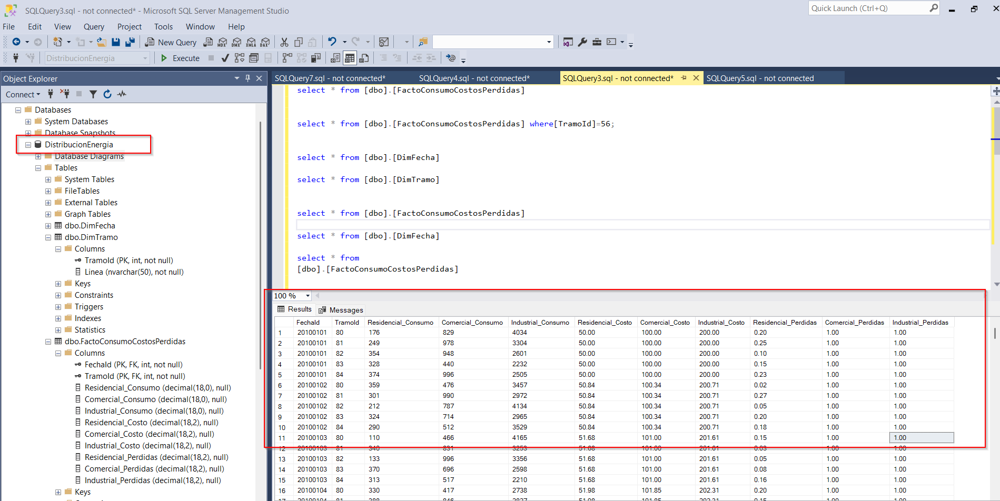 SQLQuery3.sql - not connected* - Microsoft SQL Server Management Studio
Quick Launch (Ctrl+Q)
File Edit View Query Project Tools Window Help
New Query MDX DMX XMLA DAX
DistribucionEnergia Execute
Object Explorer
Connect
Databases
System Databases
Database Snapshots
DistribucionEnergia
Database Diagrams
Tables
System Tables
FileTables
External Tables
Graph Tables
dbo.DimFecha
dbo.DimTramo
Columns
TramoId (PK, int, not null)
Linea (nvarchar(50), not null)
Keys
Constraints
Triggers
Indexes
Statistics
dbo.FactoConsumoCostosPerdidas
Columns
FechaId (PK, FK, int, not null)
TramoId (PK, FK, int, not null)
Residencial_Consumo (decimal(18,0), null)
Comercial_Consumo (decimal(18,0), null)
Industrial_Consumo (decimal(18,0), null)
Residencial_Costo (decimal(18,2), null)
Comercial_Costo (decimal(18,2), null)
Industrial_Costo (decimal(18,2), null)
Residencial_Perdidas (decimal(18,2), null)
Comercial_Perdidas (decimal(18,2), null)
Industrial_Perdidas (decimal(18,2), null)
Keys
SQLQuery7.sql - not connected* SQLQuery4.sql - not connected* SQLQuery3.sql - not connected* SQLQuery5.sql - not connected
select * from [dbo].[FactoConsumoCostosPerdidas]
select * from [dbo].[FactoConsumoCostosPerdidas] where[TramoId]=56;
select * from [dbo].[DimFecha]
select * from [dbo].[DimTramo]
select * from [dbo].[FactoConsumoCostosPerdidas]
select * from [dbo].[DimFecha]
select * from
[dbo].[FactoConsumoCostosPerdidas]
100 %
Results Messages
FechaId TramoId Residencial_Consumo Comercial_Consumo Industrial_Consumo Residencial_Costo Comercial_Costo Industrial_Costo Residencial_Perdidas Comercial_Perdidas Industrial_Perdidas
1 20100101 80 176 829 4034 50.00 100.00 200.00 0.20 1.00 1.00
2 20100101 81 249 978 3304 50.00 100.00 200.00 0.25 1.00 1.00
3 20100101 82 354 948 2601 50.00 100.00 200.00 0.10 1.00 1.00
4 20100101 83 328 440 2232 50.00 100.00 200.00 0.15 1.00 1.00
5 20100101 84 374 996 2505 50.00 100.00 200.00 0.23 1.00 1.00
6 20100102 80 359 476 3457 50.84 100.34 200.71 0.02 1.00 1.00
7 20100102 81 301 990 2972 50.84 100.34 200.71 0.27 1.00 1.00
8 20100102 82 212 787 4134 50.84 100.34 200.71 0.05 1.00 1.00
9 20100102 83 324 714 2965 50.84 100.34 200.71 0.20 1.00 1.00
10 20100102 84 290 512 3529 50.84 100.34 200.71 0.18 1.00 1.00
11 20100103 80 110 466 4165 51.68 101.00 201.61 0.15 1.00 1.00
12 20100103 81 340 831 3253 51.68 101.00 201.61 0.03 1.00 1.00
13 20100103 82 133 996 3356 51.68 101.00 201.61 0.05 1.00 1.00
14 20100103 83 370 696 2598 51.68 101.00 201.61 0.08 1.00 1.00
15 20100103 84 313 517 2210 51.68 101.00 201.61 0.16 1.00 1.00
16 20100104 80 330 417 2738 51.98 101.85 202.31 0.20 1.00 1.00